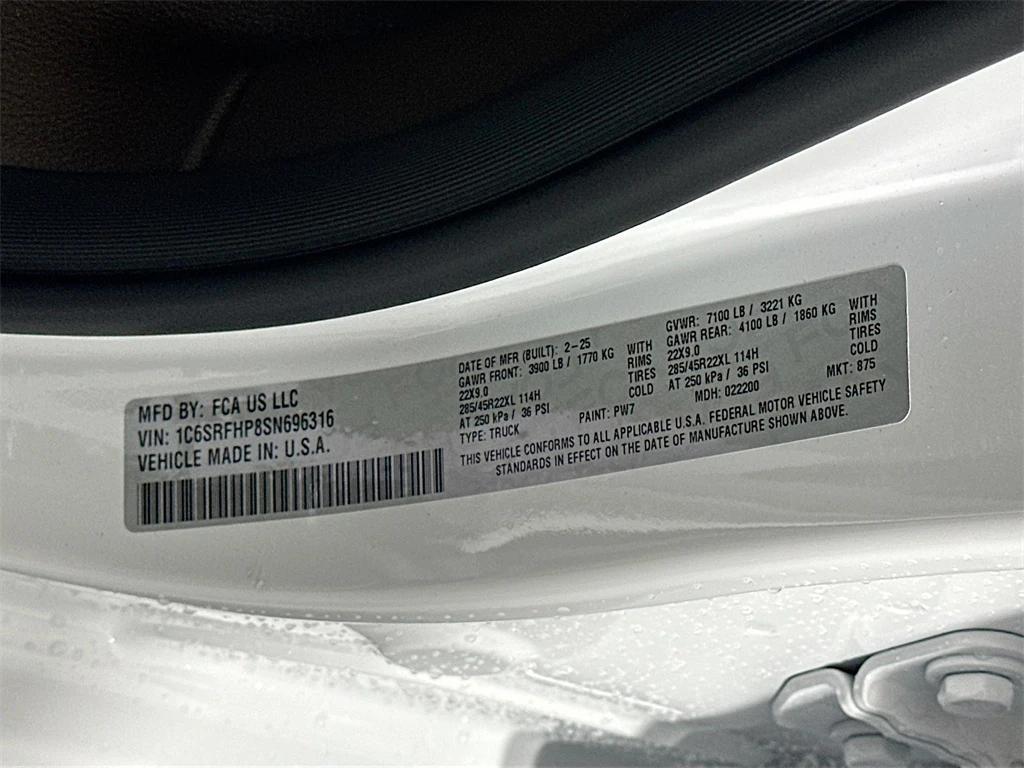 MFD BY: FCA US LLC
VIN: 1C6SRFHP8SN696316
VEHICLE MADE IN: U.S.A.
DATE OF MFR (BUILT): 2-25
GAWR FRONT: 3900 LB / 1770 KG WITH
22X9.0 RIMS
285/45R22XL 114H TIRES
AT 250 kPa / 36 PSI COLD
TYPE: TRUCK PAINT: PW7
GVWR: 7100 LB / 3221 KG
GAWR REAR: 4100 LB / 1860 KG WITH
22X9.0 RIMS
285/45R22XL 114H TIRES
AT 250 kPa / 36 PSI COLD
MDH: 022200 MKT: 875
THIS VEHICLE CONFORMS TO ALL APPLICABLE U.S.A. FEDERAL MOTOR VEHICLE SAFETY
STANDARDS IN EFFECT ON THE DATE OF MANUFACTURE SHOWN ABOVE.